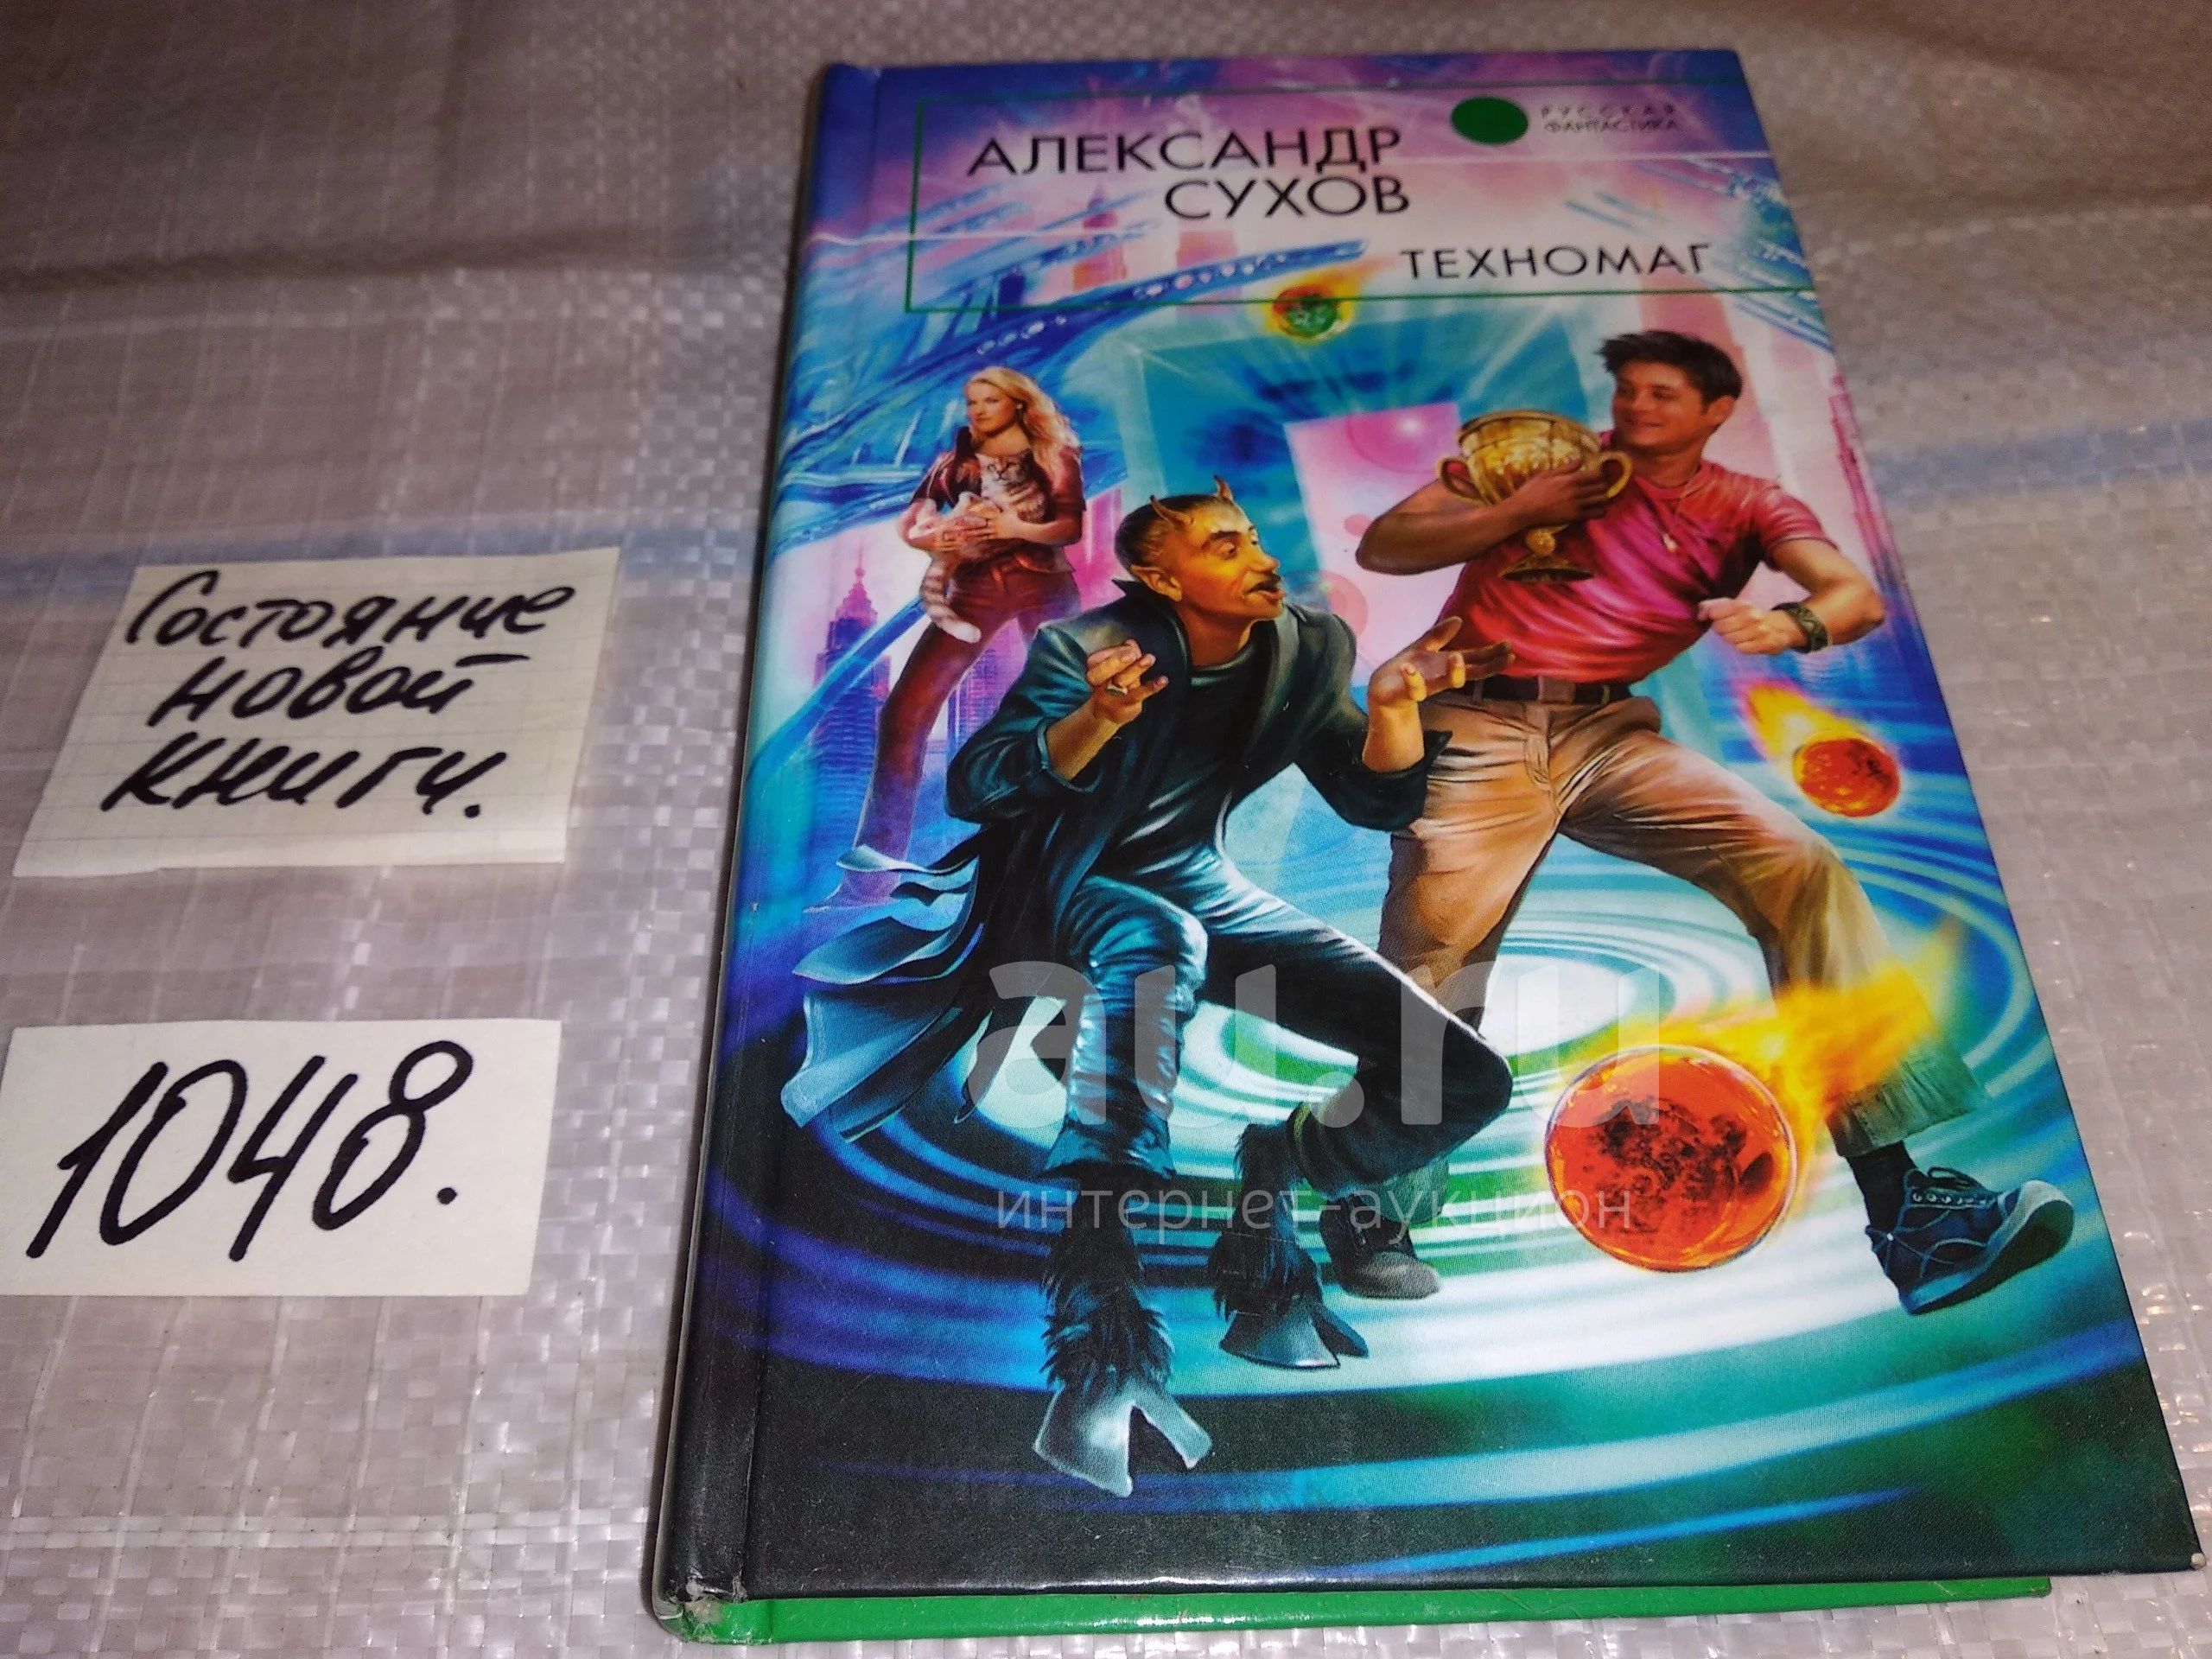 РУССКАЯ
ФАНТАСТИКА
АЛЕКСАНДР
СУХОВ
ТЕХНОМАГ
Состояние
новой
книги.
1048.
au.ru
интернет-аукцион